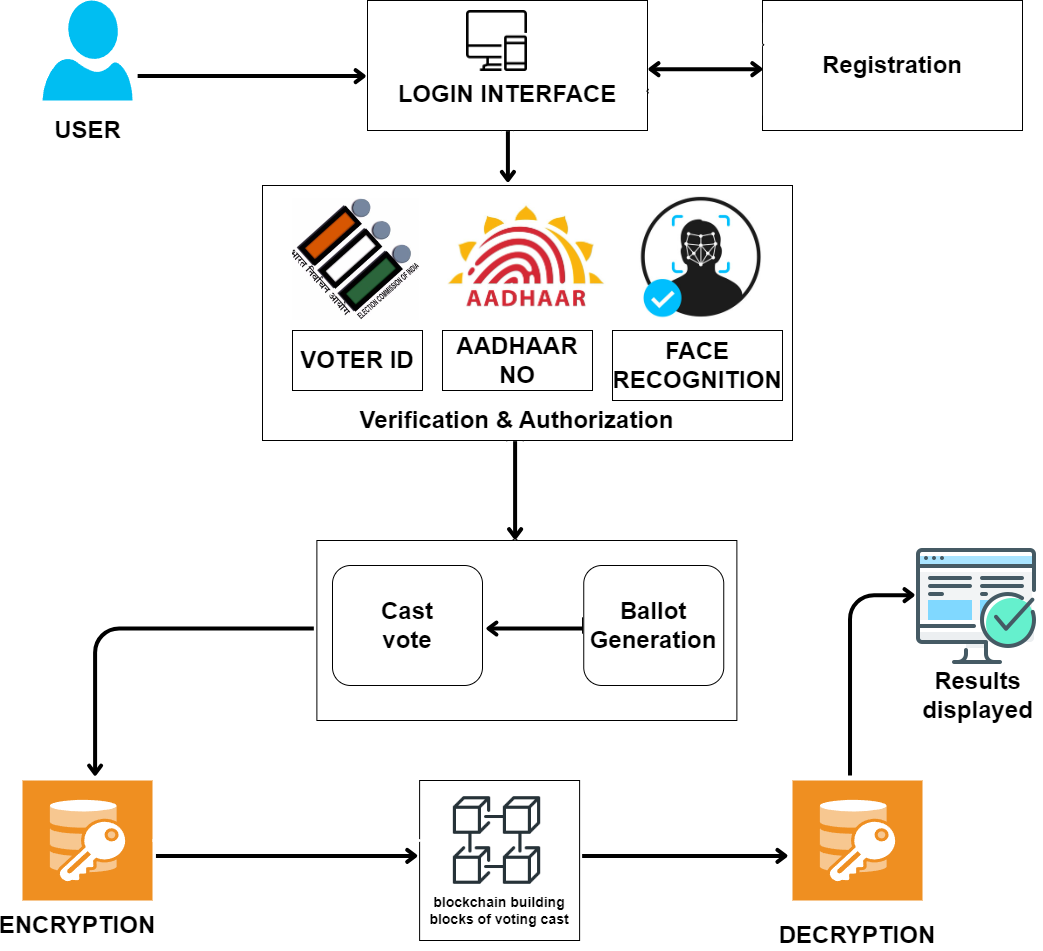 LOGIN INTERFACE
Registration
USER
भारत निर्वाचन आयोग
ELECTION COMMISSION OF INDIA
AADHAAR
VOTER ID
AADHAAR
NO
FACE
RECOGNITION
Verification & Authorization
Cast
vote
Ballot
Generation
Results
displayed
blockchain building
blocks of voting cast
ENCRYPTION
DECRYPTION